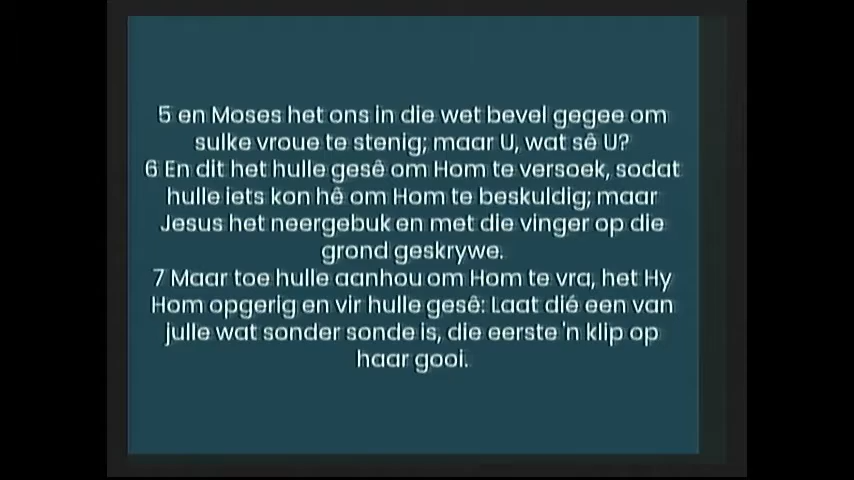 5 en Moses het ons in die wet bevel gegee om
sulke vroue te stenig; maar U, wat sê U?
6 En dit het hulle gesê om Hom te versoek, sodat
hulle iets kon hê om Hom te beskuldig; maar
Jesus het neergebuk en met die vinger op die
grond geskrywe.
7 Maar toe hulle aanhou om Hom te vra, het Hy
Hom opgerig en vir hulle gesê: Laat dié een van
julle wat sonder sonde is, die eerste 'n klip op
haar gooi.